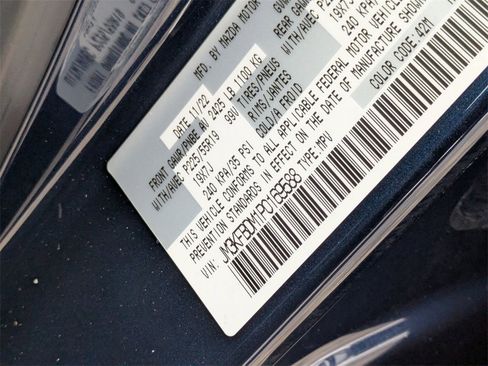 MFD. BY MAZDA MOTOR
DATE: 11/22
FRONT GAWR/PNBE AV 2425 LB 1100 KG REAR GAWR
WITH/AVEC P225/55R19 99V TIRES/PNEUS WITH/AVEC
19X7J RIMS/JANTES 19X7J
240 KPA/35 PSI COLD/A FROID 240 KPA
THIS VEHICLE CONFORMS TO ALL APPLICABLE FEDERAL MOTOR VEHICLE
PREVENTION STANDARDS IN EFFECT ON THE DATE OF MANUFACTURE SHOWN
VIN: JM3KFBDM1P0169588 TYPE: MPV COLOR CODE: 42M